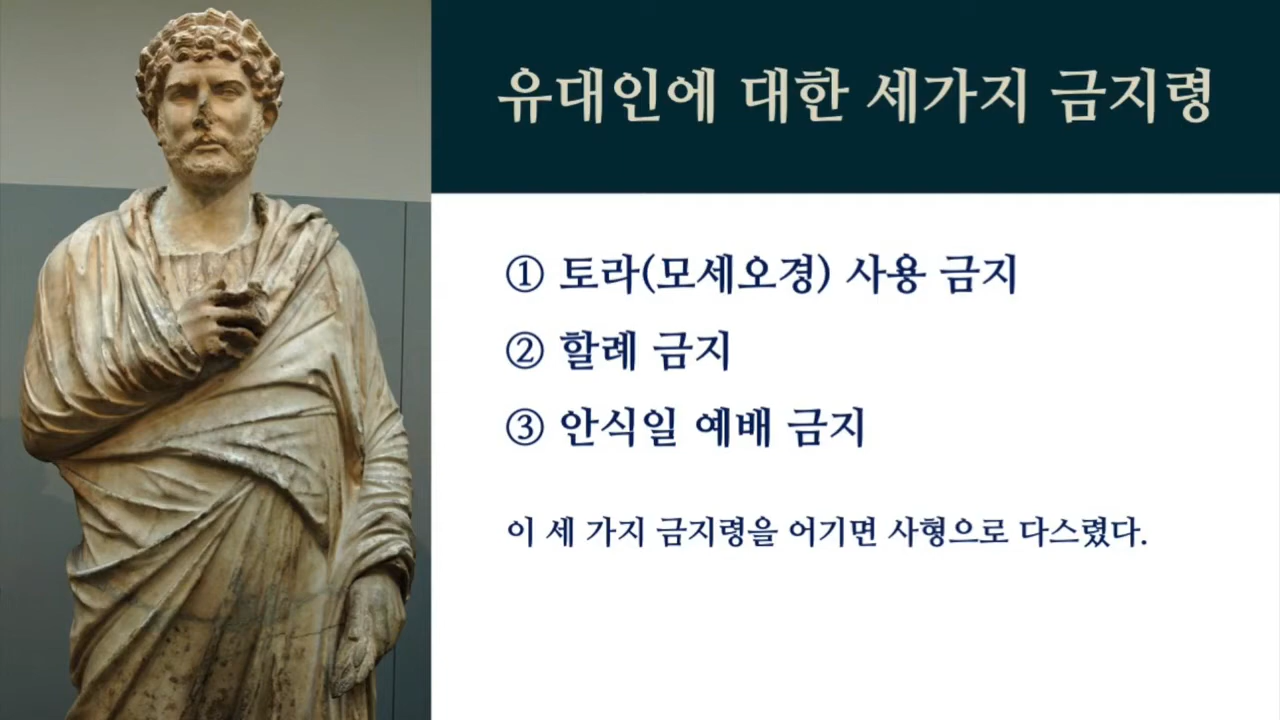 유대인에 대한 세가지 금지령
① 토라(모세오경) 사용 금지
② 할례 금지
③ 안식일 예배 금지
이 세 가지 금지령을 어기면 사형으로 다스렸다.